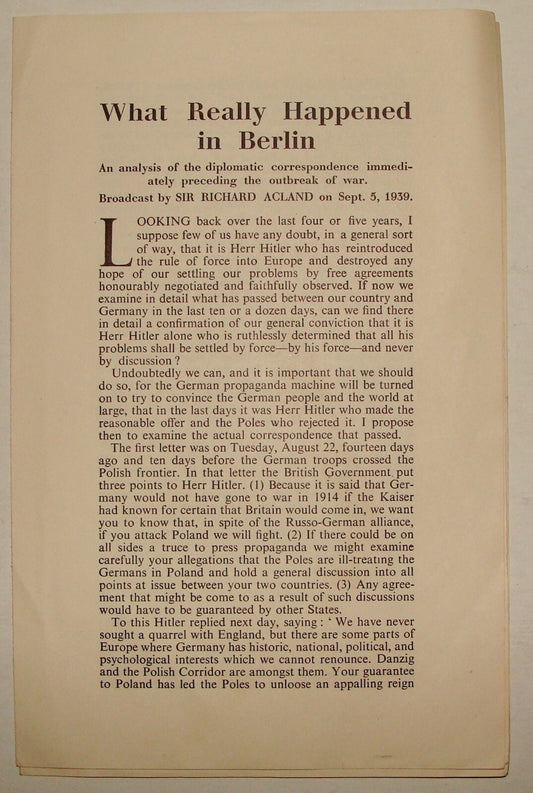 What Really Happened
in Berlin
An analysis of the diplomatic correspondence immedi-
ately preceding the outbreak of war.
Broadcast by SIR RICHARD ACLAND on Sept. 5, 1939.
LOOKING back over the last four or five years, I
suppose few of us have any doubt, in a general sort
of way, that it is Herr Hitler who has reintroduced
the rule of force into Europe and destroyed any
hope of our settling our problems by free agreements
honourably negotiated and faithfully observed. If now we
examine in detail what has passed between our country and
Germany in the last ten or a dozen days, can we find there
in detail a confirmation of our general conviction that it is
Herr Hitler alone who is ruthlessly determined that all his
problems shall be settled by force—by his force—and never
by discussion ?
Undoubtedly we can, and it is important that we should
do so, for the German propaganda machine will be turned
on to try to convince the German people and the world at
large, that in the last days it was Herr Hitler who made the
reasonable offer and the Poles who rejected it. I propose
then to examine the actual correspondence that passed.
The first letter was on Tuesday, August 22, fourteen days
ago and ten days before the German troops crossed the
Polish frontier. In that letter the British Government put
three points to Herr Hitler. (1) Because it is said that Ger-
many would not have gone to war in 1914 if the Kaiser
had known for certain that Britain would come in, we want
you to know that, in spite of the Russo-German alliance,
if you attack Poland we will fight. (2) If there could be on
all sides a truce to press propaganda we might examine
carefully your allegations that the Poles are ill-treating the
Germans in Poland and hold a general discussion into all
points at issue between your two countries. (3) Any agree-
ment that might be come to as a result of such discussions
would have to be guaranteed by other States.
To this Hitler replied next day, saying : ‘ We have never
sought a quarrel with England, but there are some parts of
Europe where Germany has historic, national, political, and
psychological interests which we cannot renounce. Danzig
and the Polish Corridor are amongst them. Your guarantee
to Poland has led the Poles to unloose an appalling reign